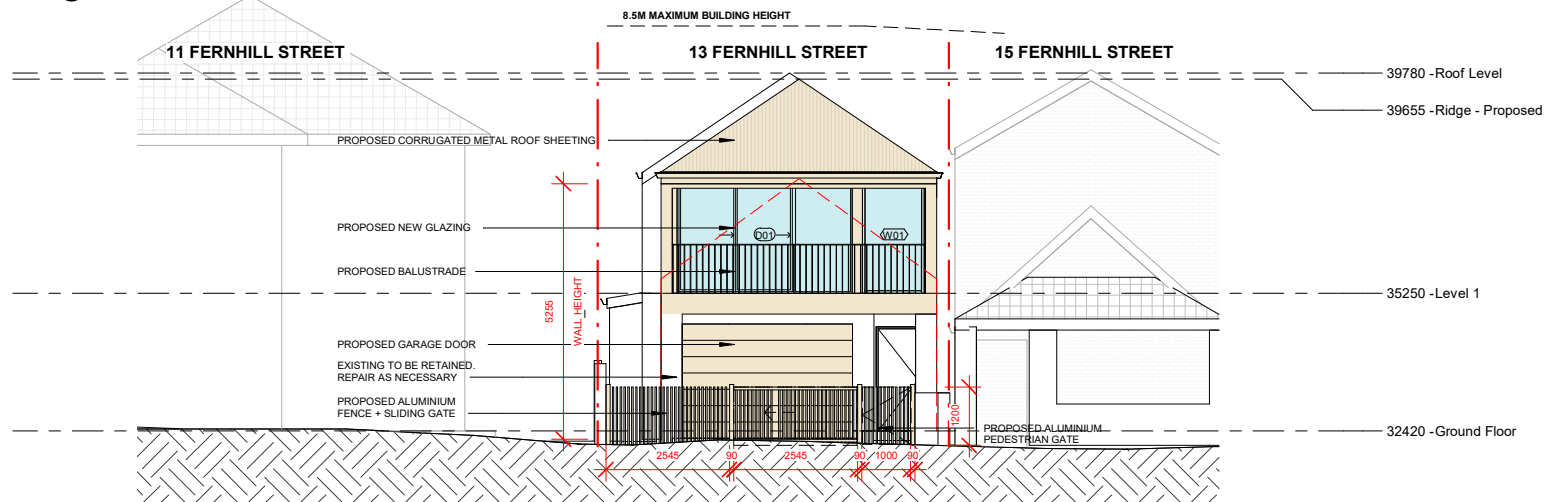 8.5M MAXIMUM BUILDING HEIGHT
11 FERNHILL STREET
13 FERNHILL STREET
15 FERNHILL STREET
39780 -Roof Level
39655 -Ridge - Proposed
PROPOSED CORRUGATED METAL ROOF SHEETING
PROPOSED NEW GLAZING
D01
W01
PROPOSED BALUSTRADE
35250 -Level 1
5255
WALL HEIGHT
PROPOSED GARAGE DOOR
EXISTING TO BE RETAINED.
REPAIR AS NECESSARY
PROPOSED ALUMINIUM
FENCE + SLIDING GATE
1200
PROPOSED ALUMINIUM
PEDESTRIAN GATE
32420 -Ground Floor
2545
90
2545
90
1000
90